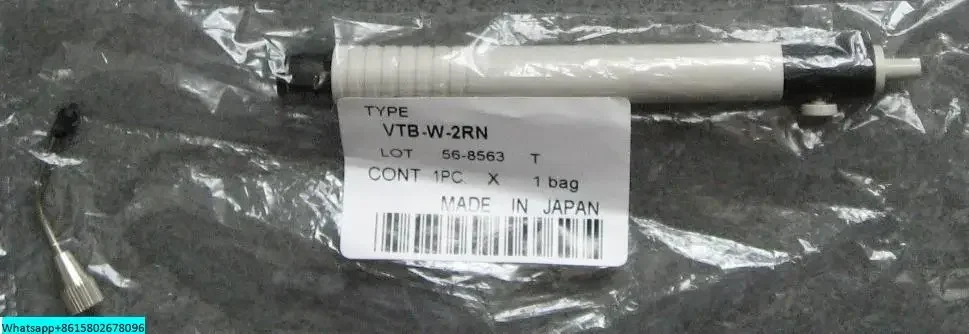 TYPE
VTB-W-2RN
LOT 56-8563 T
CONT 1PC. X 1 bag
MADE IN JAPAN
Whatsapp+8615802678096